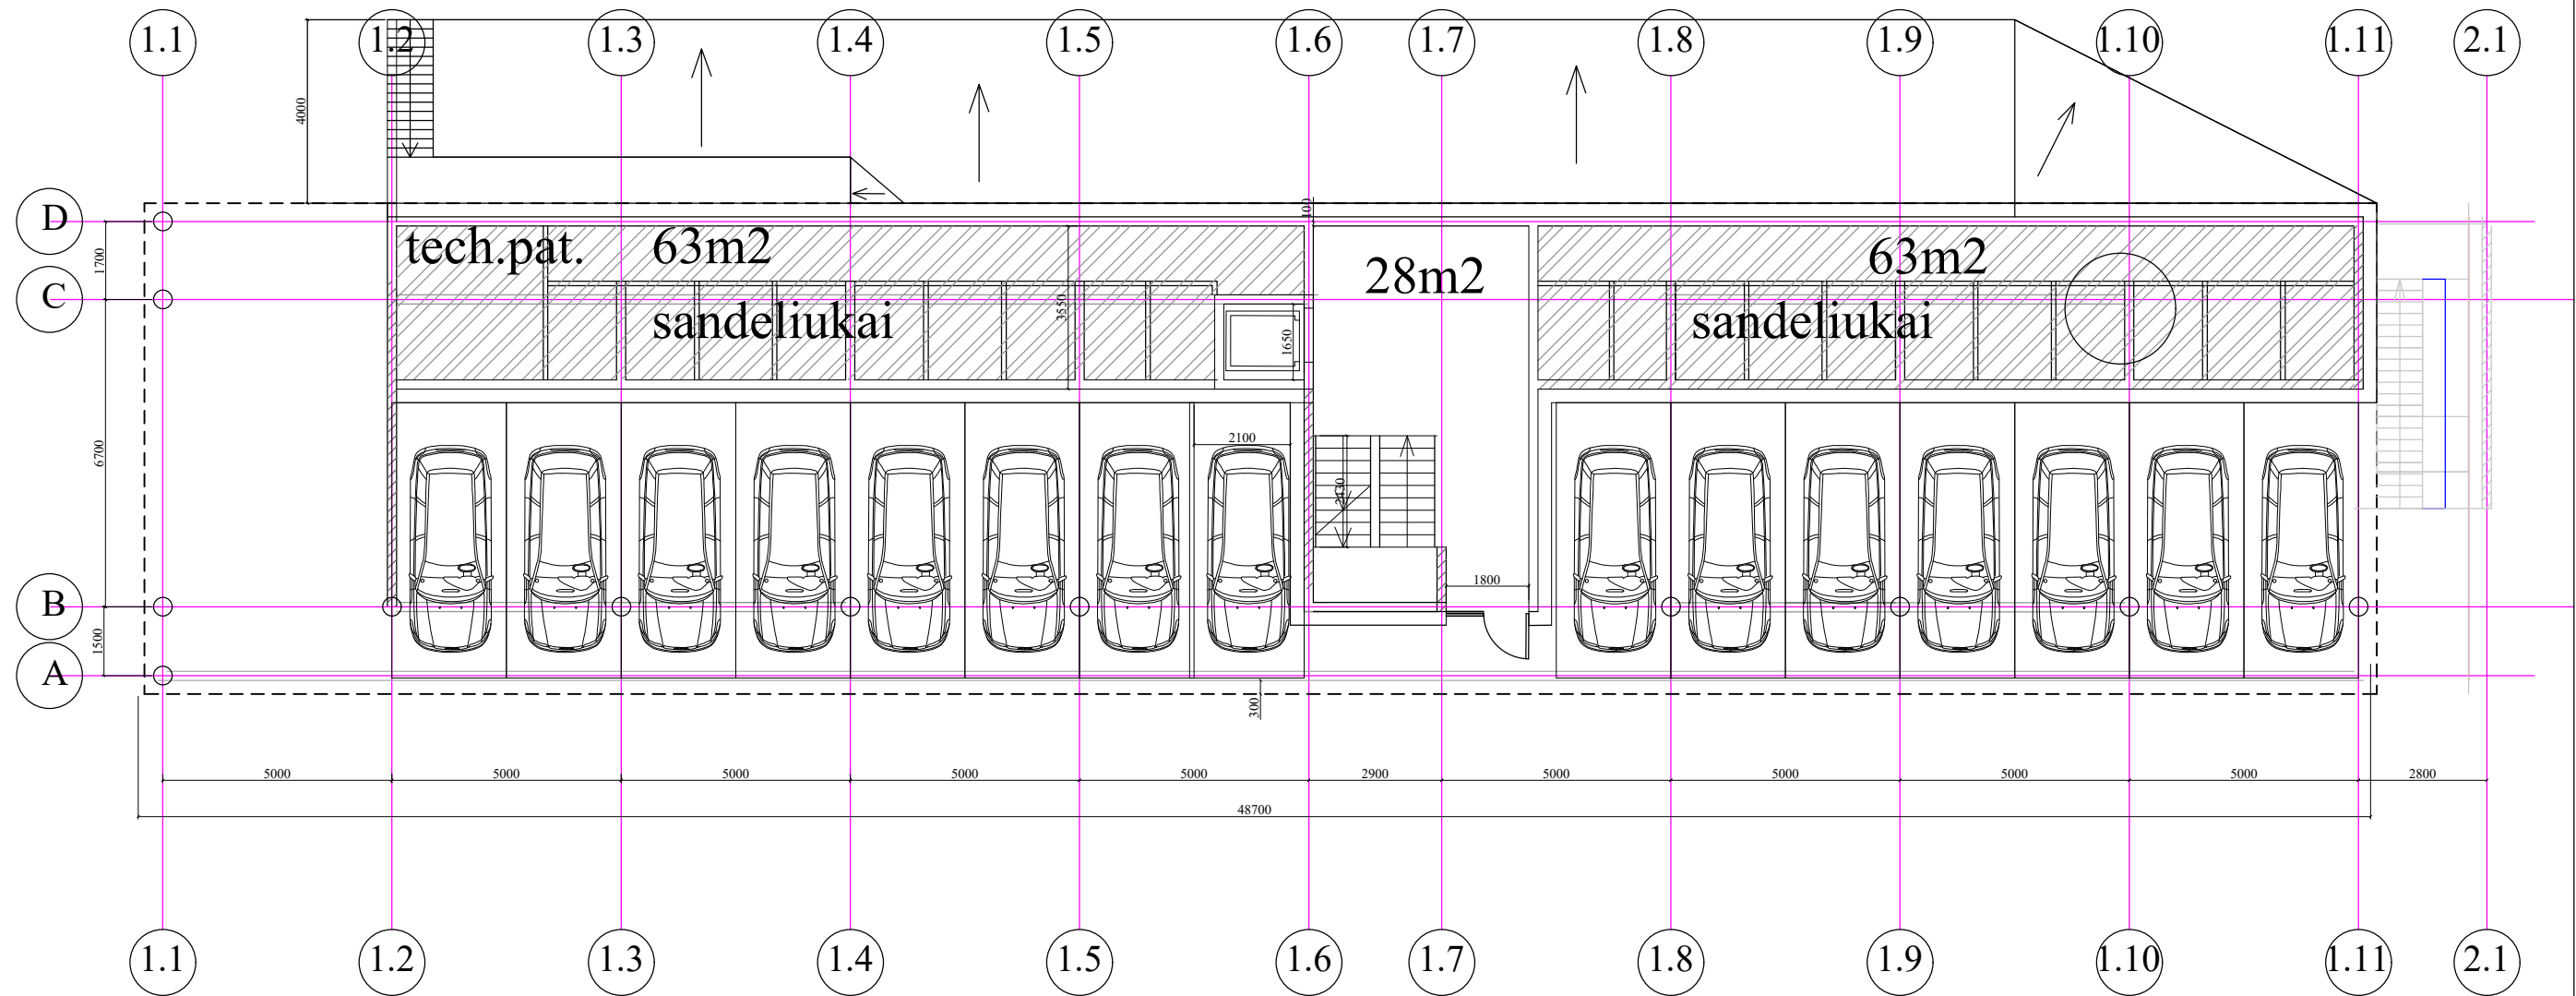 1.1 1.2 1.3 1.4 1.5 1.6 1.7 1.8 1.9 1.10 1.11 2.1
4000
D
100
tech.pat. 63m2
28m2
63m2
1700
C
3550
sandeliukai
1650
sandeliukai
6700
2100
2430
1800
B
1500
A
300
5000 5000 5000 5000 5000 2900 5000 5000 5000 5000 2800
48700
1.1 1.2 1.3 1.4 1.5 1.6 1.7 1.8 1.9 1.10 1.11 2.1